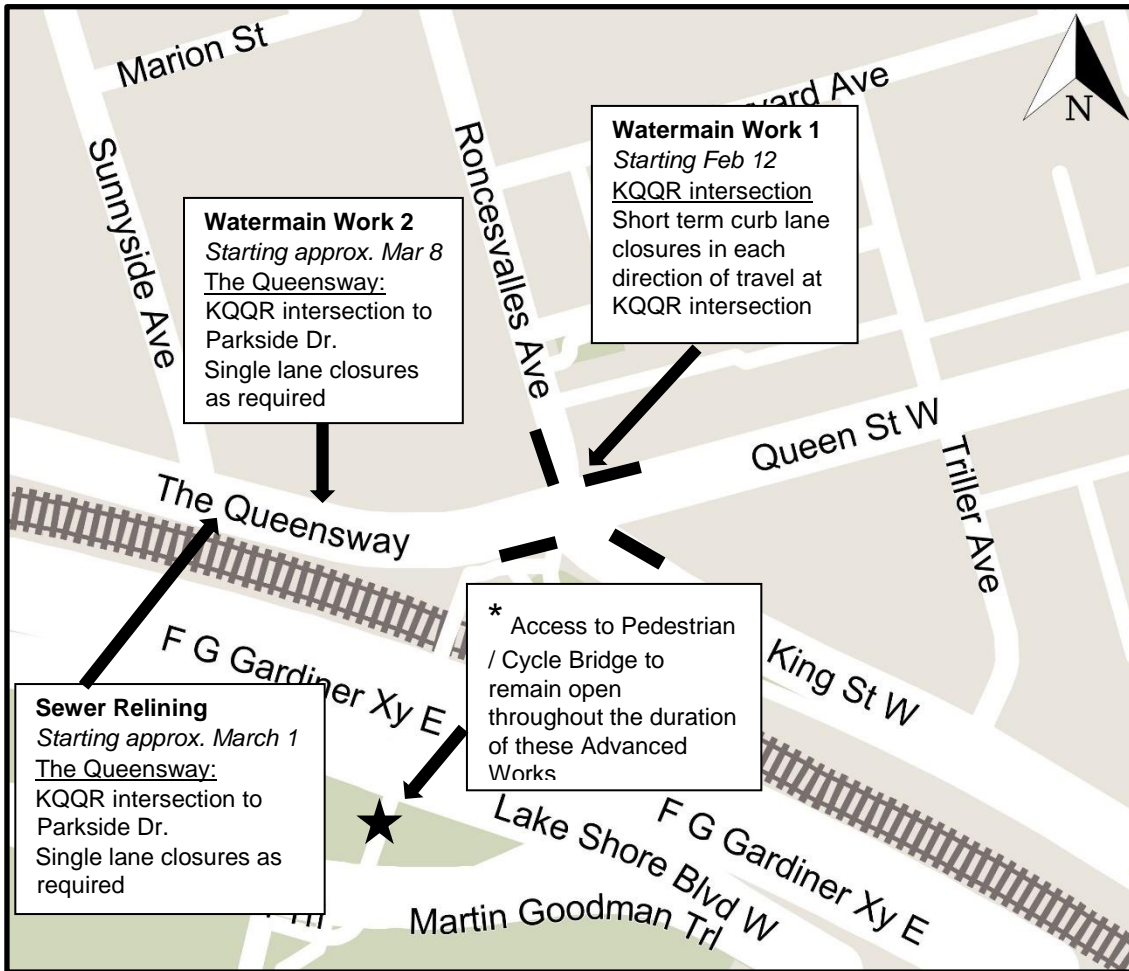 Marion St
Sunnyside Ave
Roncesvalles Ave
Ave
N
Watermain Work 1
Starting Feb 12
KQQR intersection
Short term curb lane
closures in each
direction of travel at
KQQR intersection
Watermain Work 2
Starting approx. Mar 8
The Queensway:
KQQR intersection to
Parkside Dr.
Single lane closures
as required
Queen St W
Triller Ave
The Queensway
* Access to Pedestrian
/ Cycle Bridge to
remain open
throughout the duration
of these Advanced
Works
King St W
F G Gardiner Xy E
Sewer Relining
Starting approx. March 1
The Queensway:
KQQR intersection to
Parkside Dr.
Single lane closures as
required
Lake Shore Blvd W
F G Gardiner Xy E
Martin Goodman Trl